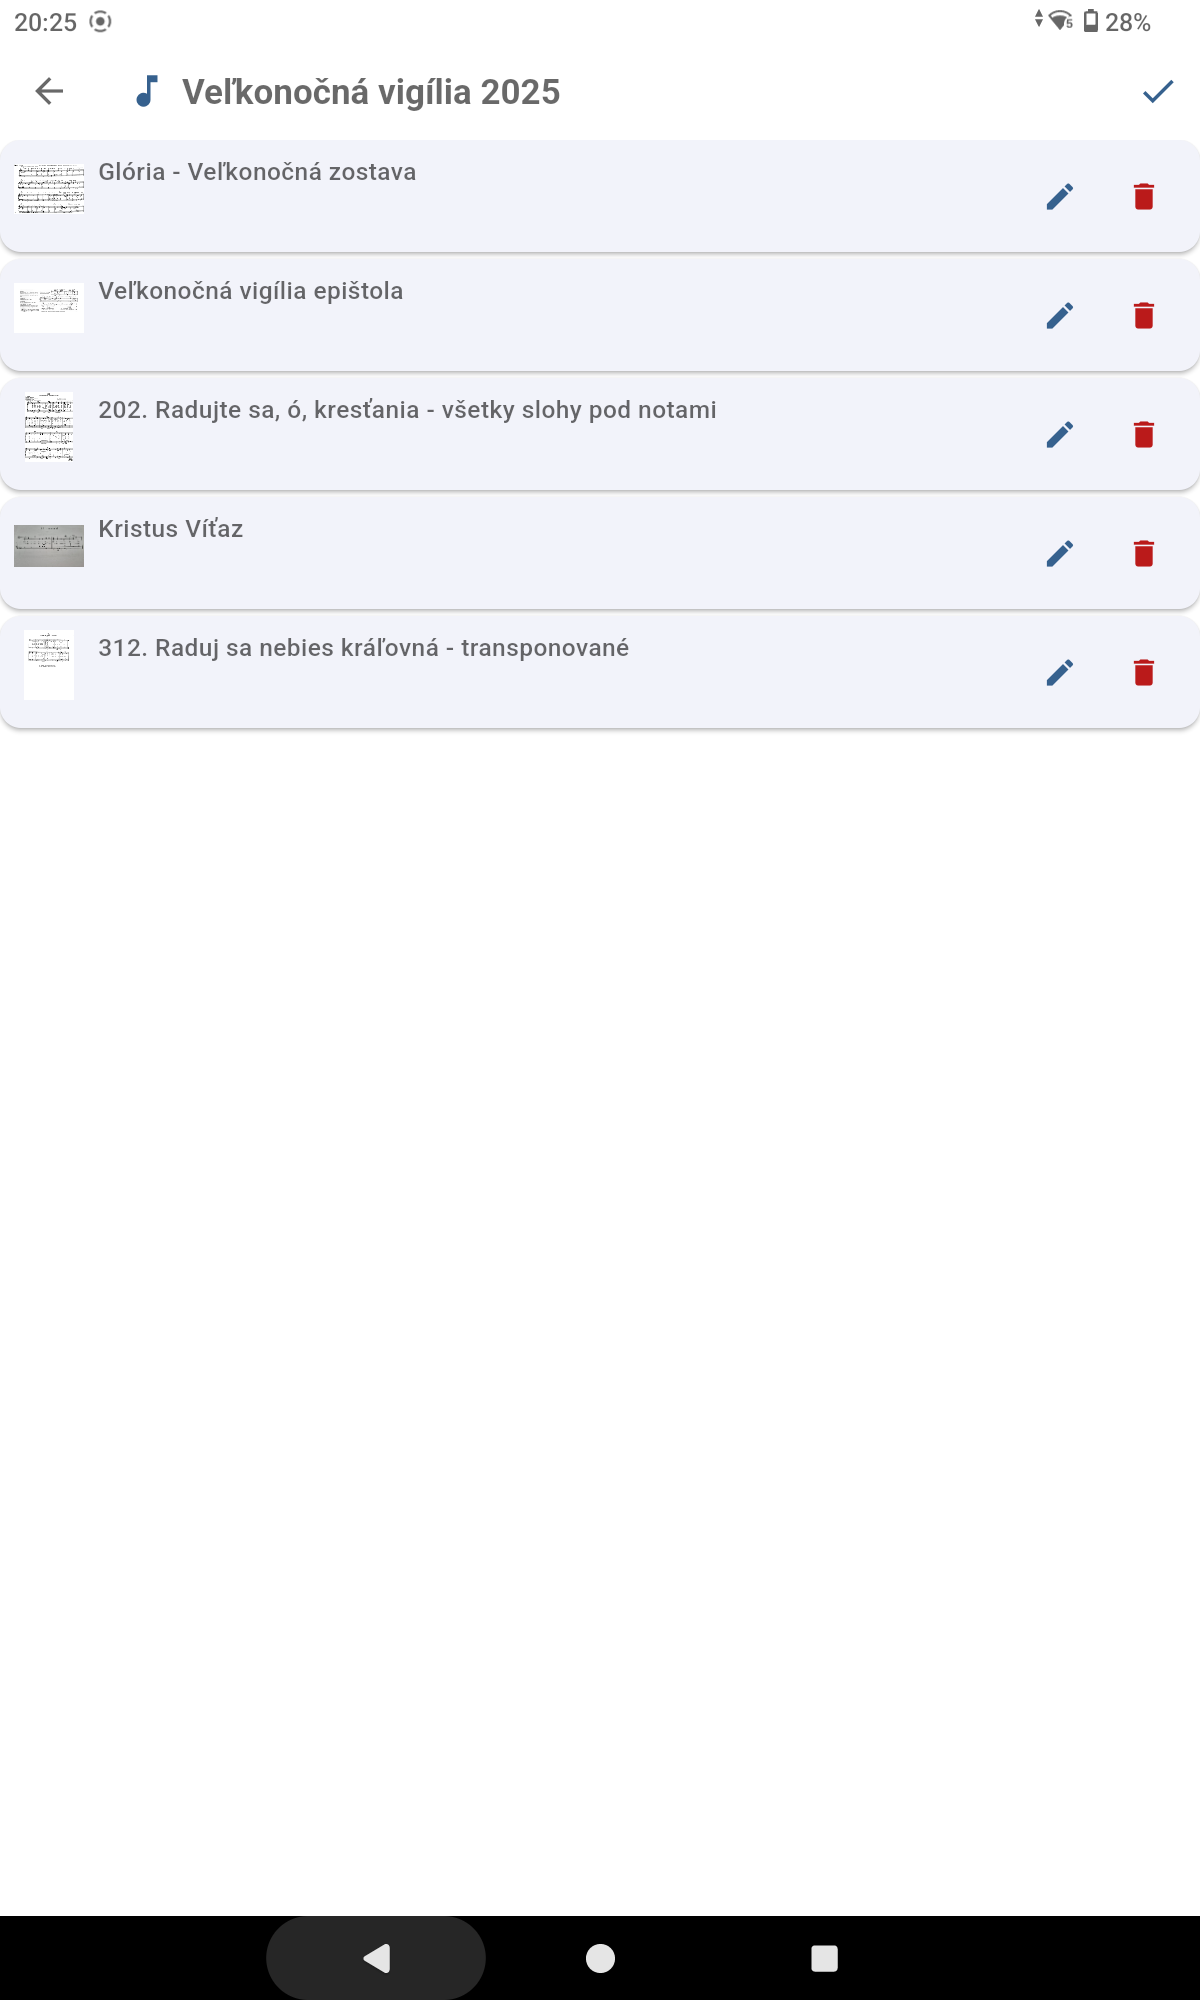 20:25
5 28%
Veľkonočná vigília 2025
Glória - Veľkonočná zostava
Veľkonočná vigília epištola
202. Radujte sa, ó, kresťania - všetky slohy pod notami
Kristus Víťaz
312. Raduj sa nebies kráľovná - transponované